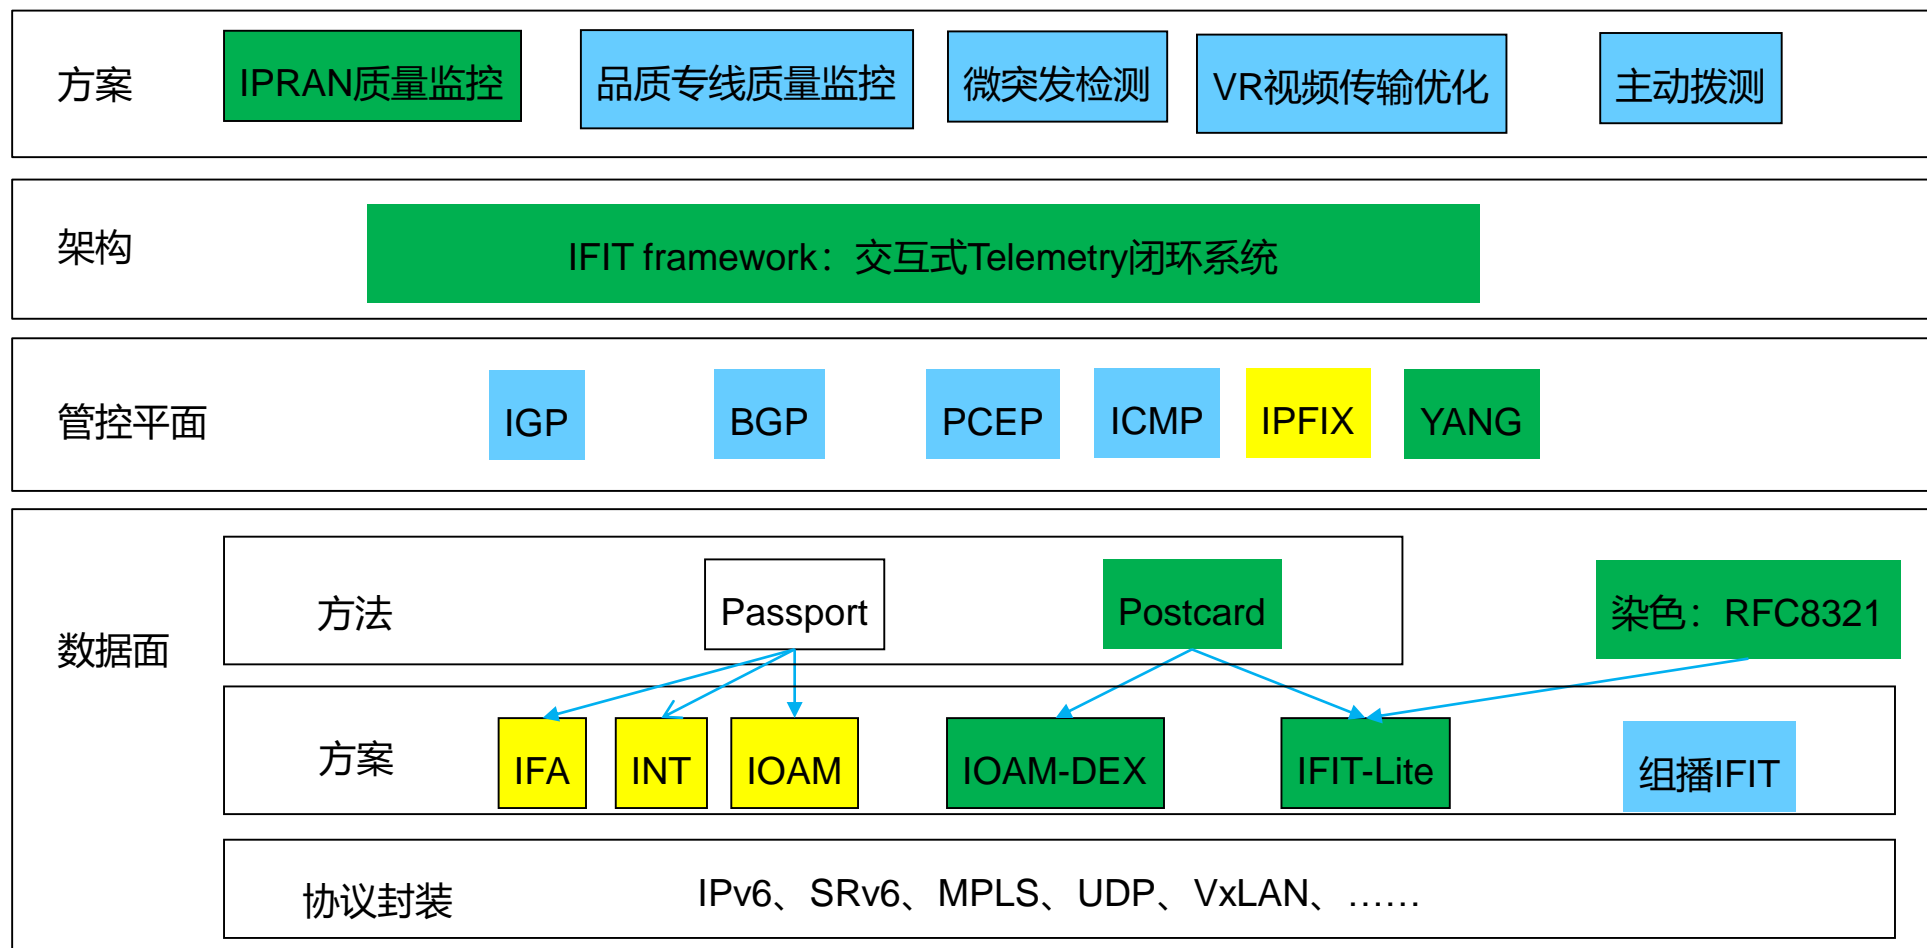 方案
IPRAN质量监控
品质专线质量监控
微突发检测
VR视频传输优化
主动拨测
架构
IFIT framework：交互式Telemetry闭环系统
管控平面
IGP
BGP
PCEP
ICMP
IPFIX
YANG
数据面
方法
Passport
Postcard
染色：RFC8321
方案
IFA
INT
IOAM
IOAM-DEX
IFIT-Lite
组播IFIT
协议封装
IPv6、SRv6、MPLS、UDP、VxLAN、……